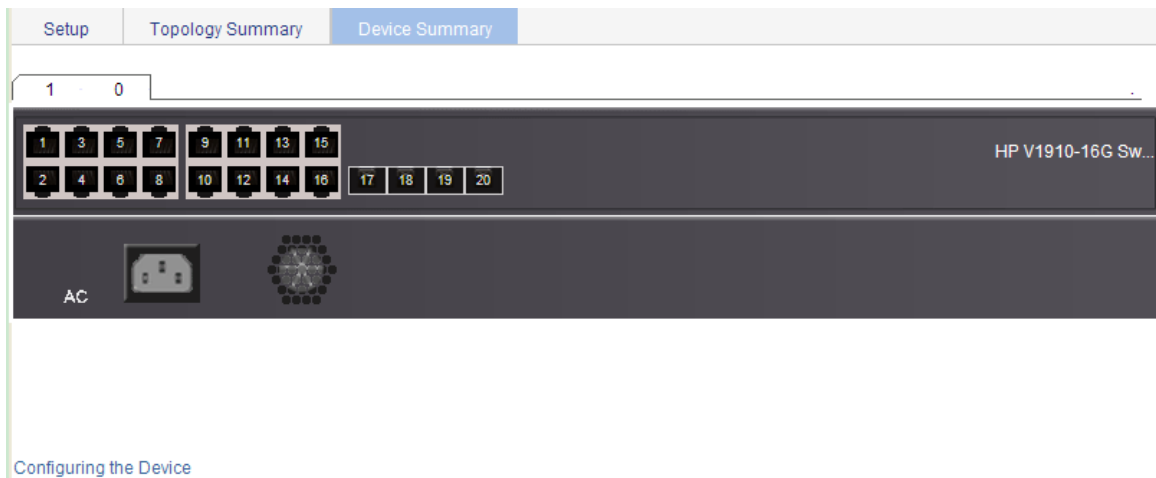 Setup Topology Summary Device Summary
1 0
1 3 5 7 9 11 13 15
HP V1910-16G Sw...
2 4 6 8 10 12 14 16 17 18 19 20
AC
Configuring the Device